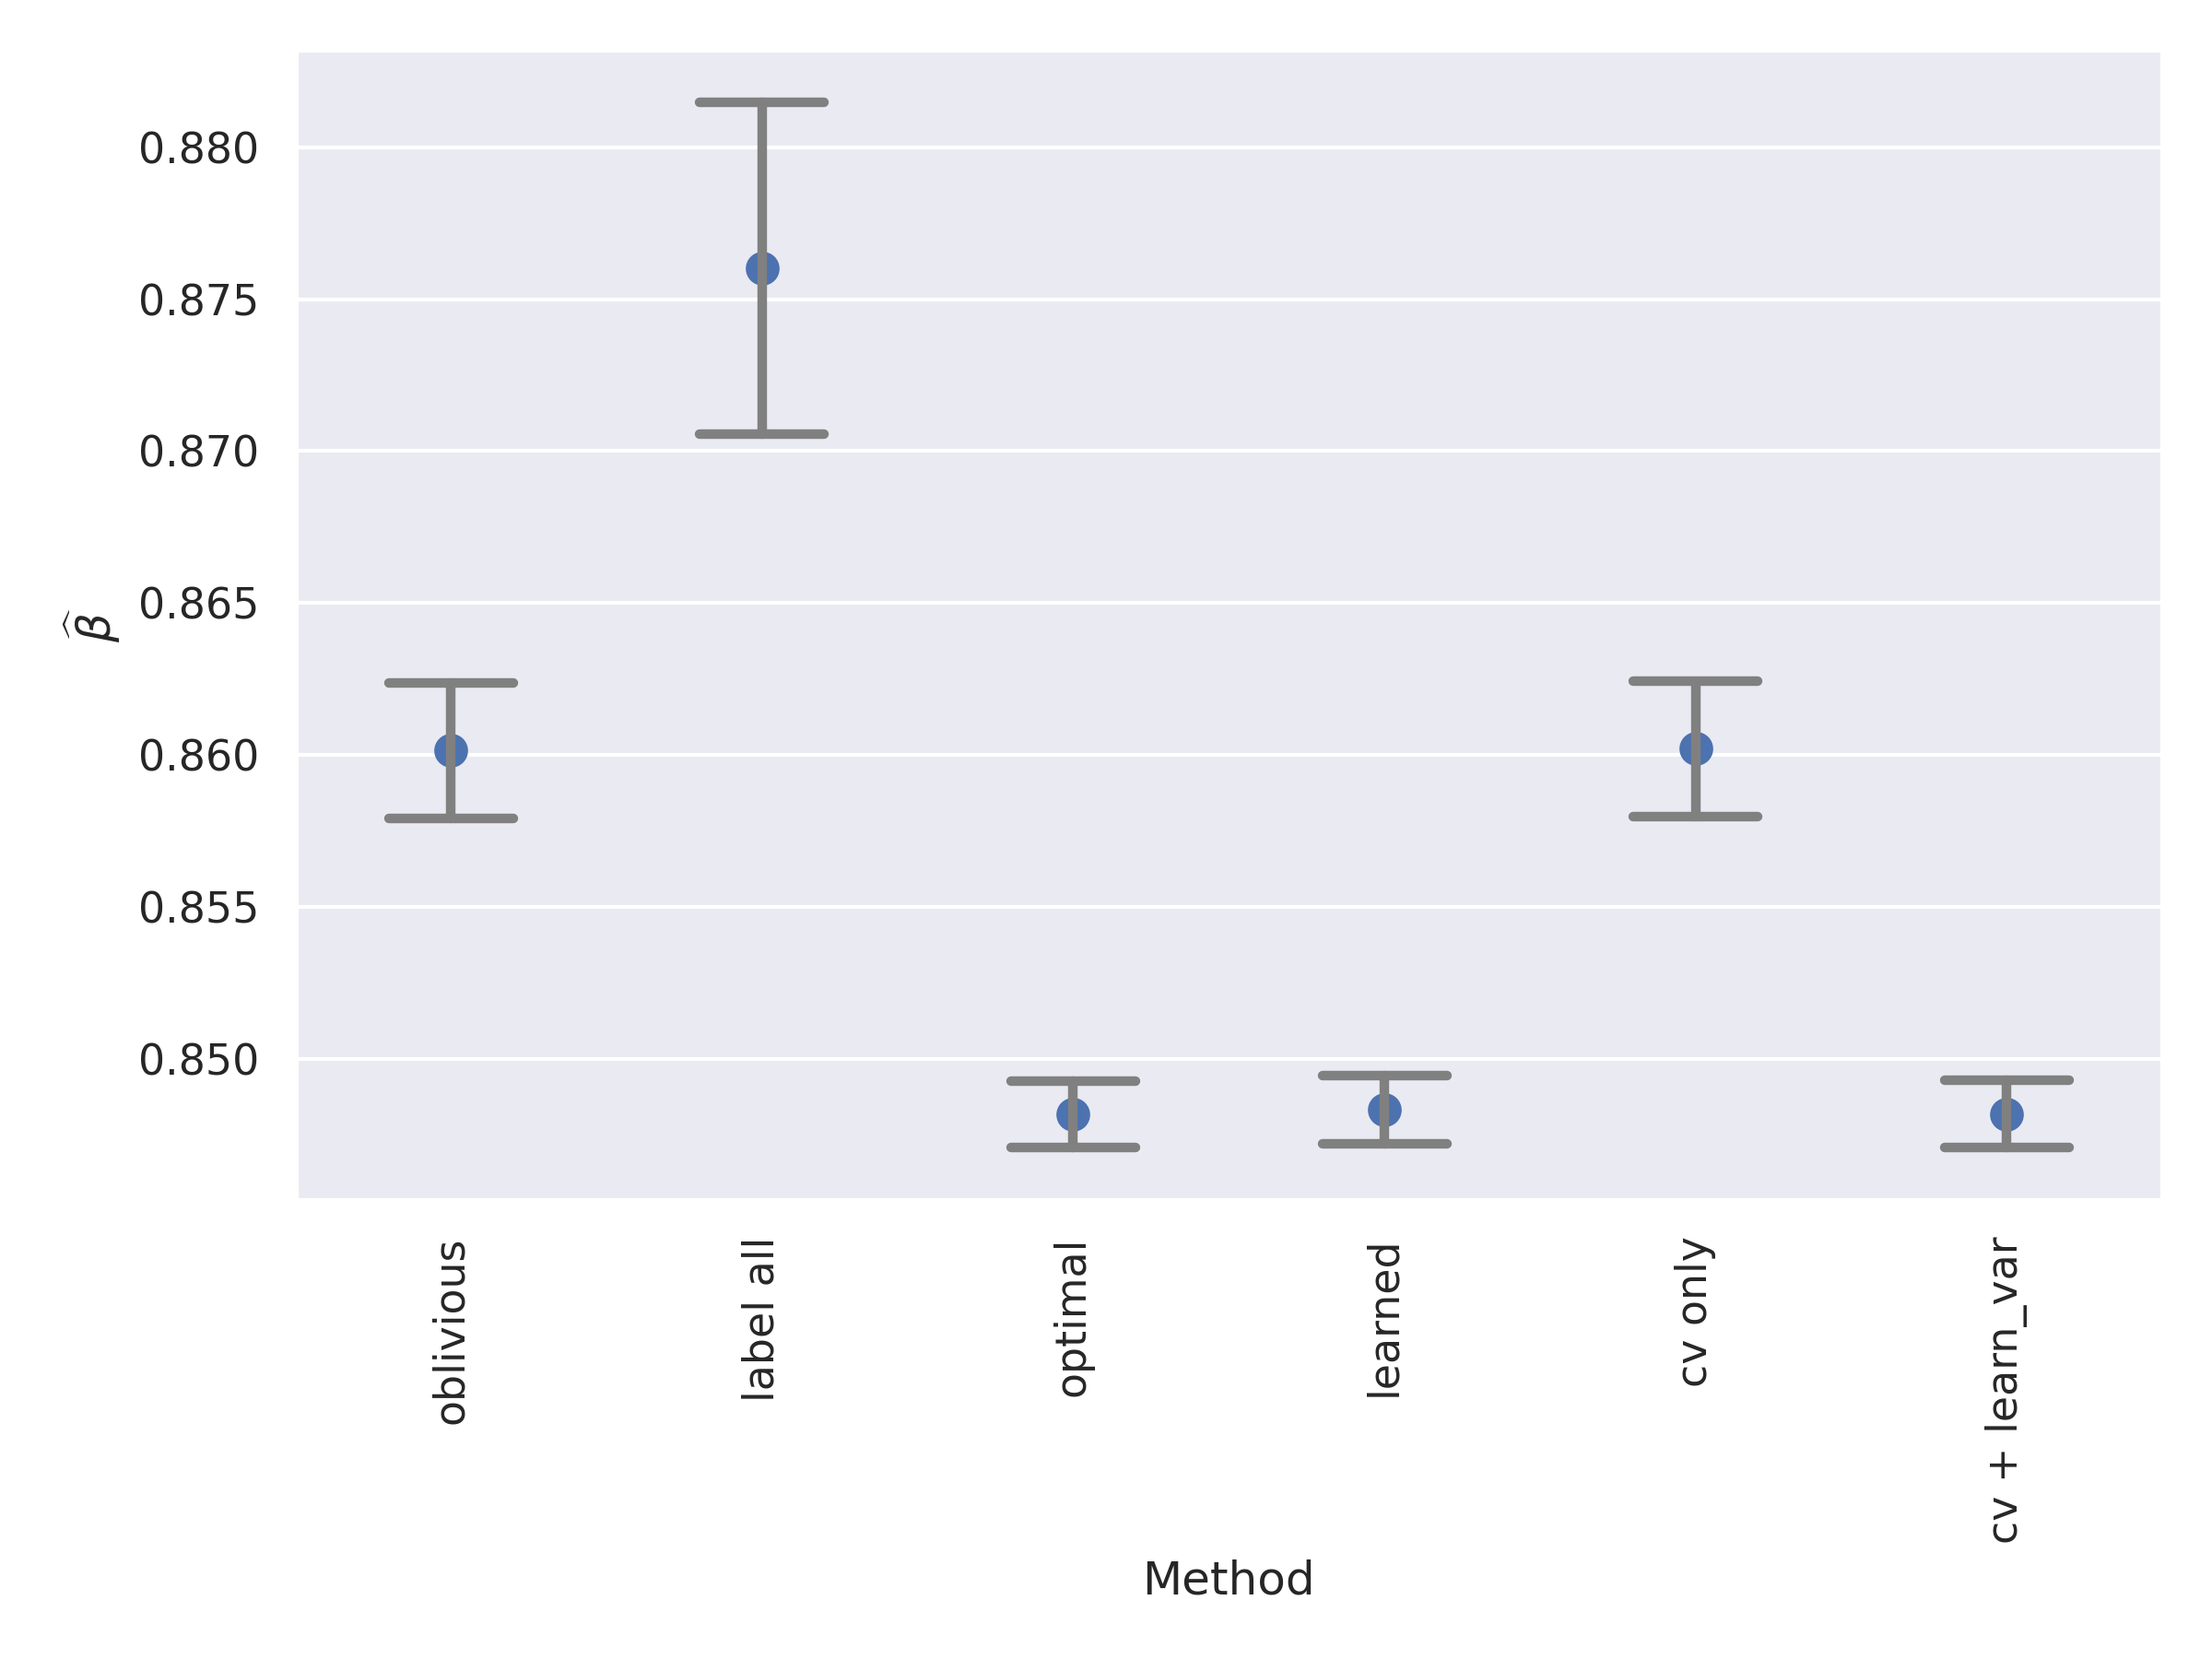 0.880
0.875
0.870
0.865
0.860
0.855
0.850
β̂
oblivious
label all
optimal
learned
cv only
cv + learn_var
Method